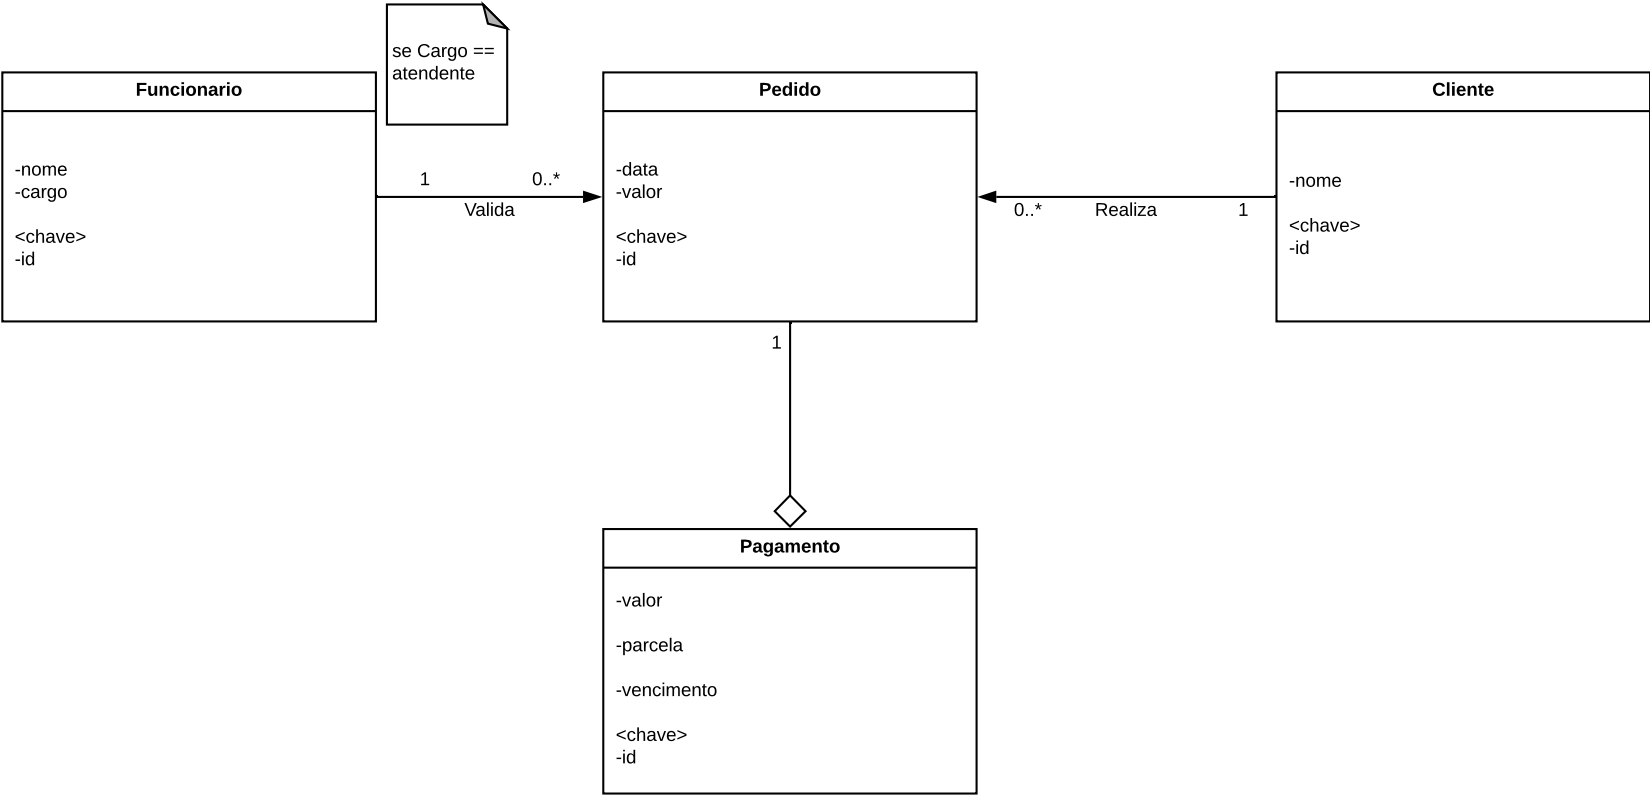 se Cargo ==
atendente
Funcionario
-nome
-cargo
<chave>
-id
1
0..*
Valida
Pedido
-data
-valor
<chave>
-id
0..*
Realiza
1
Cliente
-nome
<chave>
-id
1
Pagamento
-valor
-parcela
-vencimento
<chave>
-id